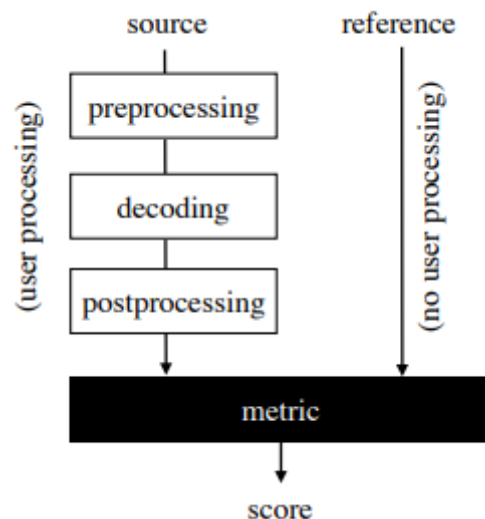 source reference
preprocessing
(user processing)
decoding
(no user processing)
postprocessing
metric
score